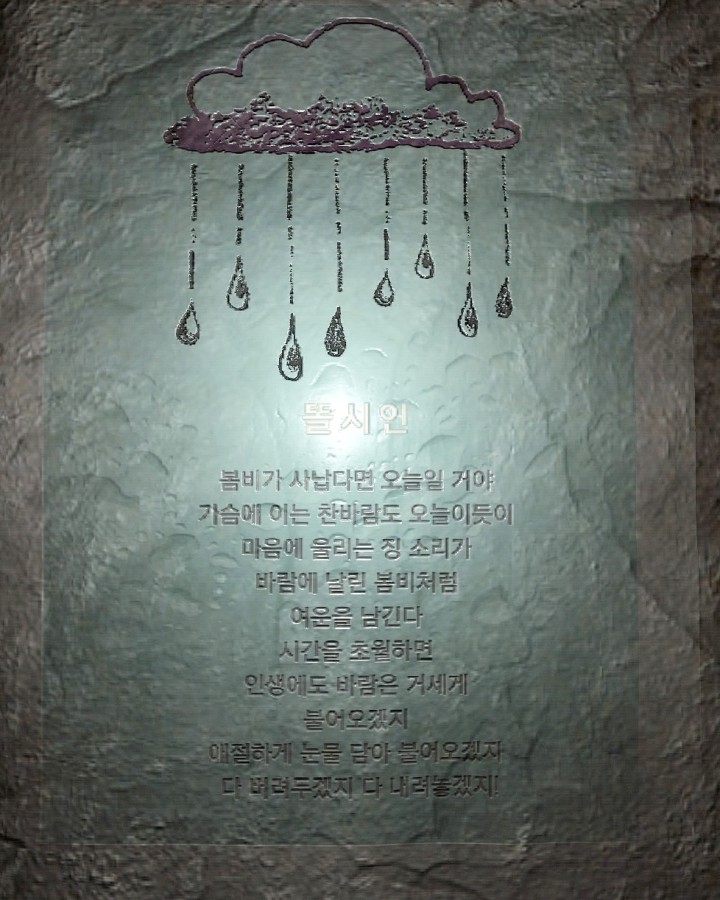 똘시언
봄비가 사납다면 오늘일 거야
가슴에 이는 찬바람도 오늘이듯이
마음에 울리는 징 소리가
바람에 날린 봄비처럼
여운을 남긴다
시간을 초월하면
인생에도 바람은 거세게
불어오겠지
애절하게 눈물 담아 불어오겠지
다 버려두겠지 다 내려놓겠지!